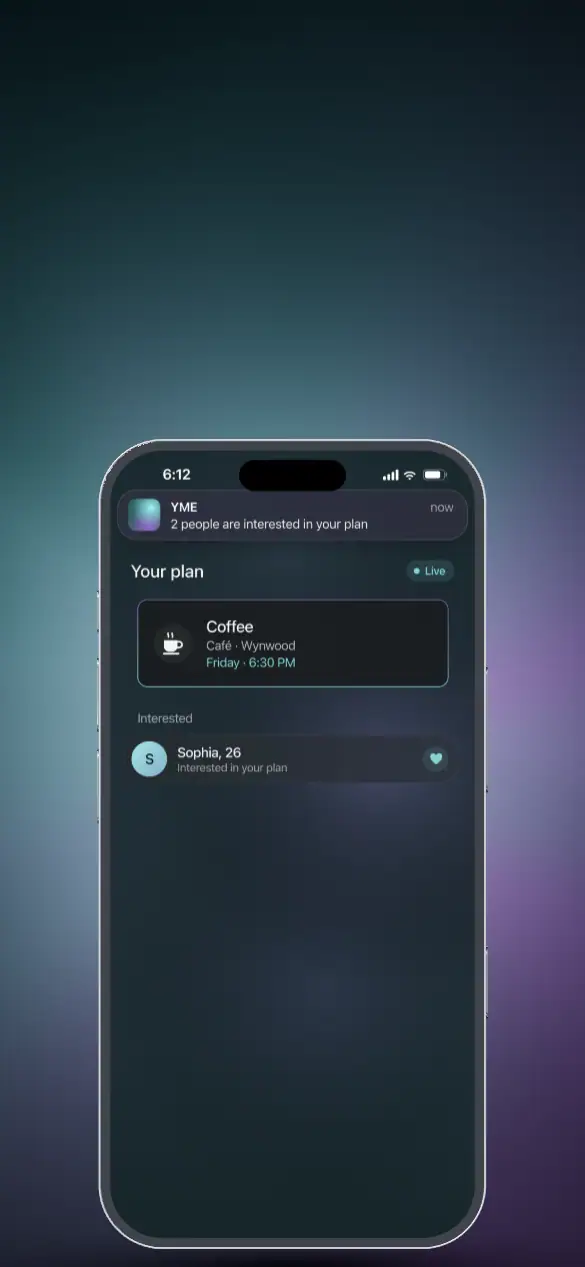 6:12
YME
now
2 people are interested in your plan
Your plan
Live
Coffee
Café · Wynwood
Friday · 6:30 PM
Interested
S
Sophia, 26
Interested in your plan